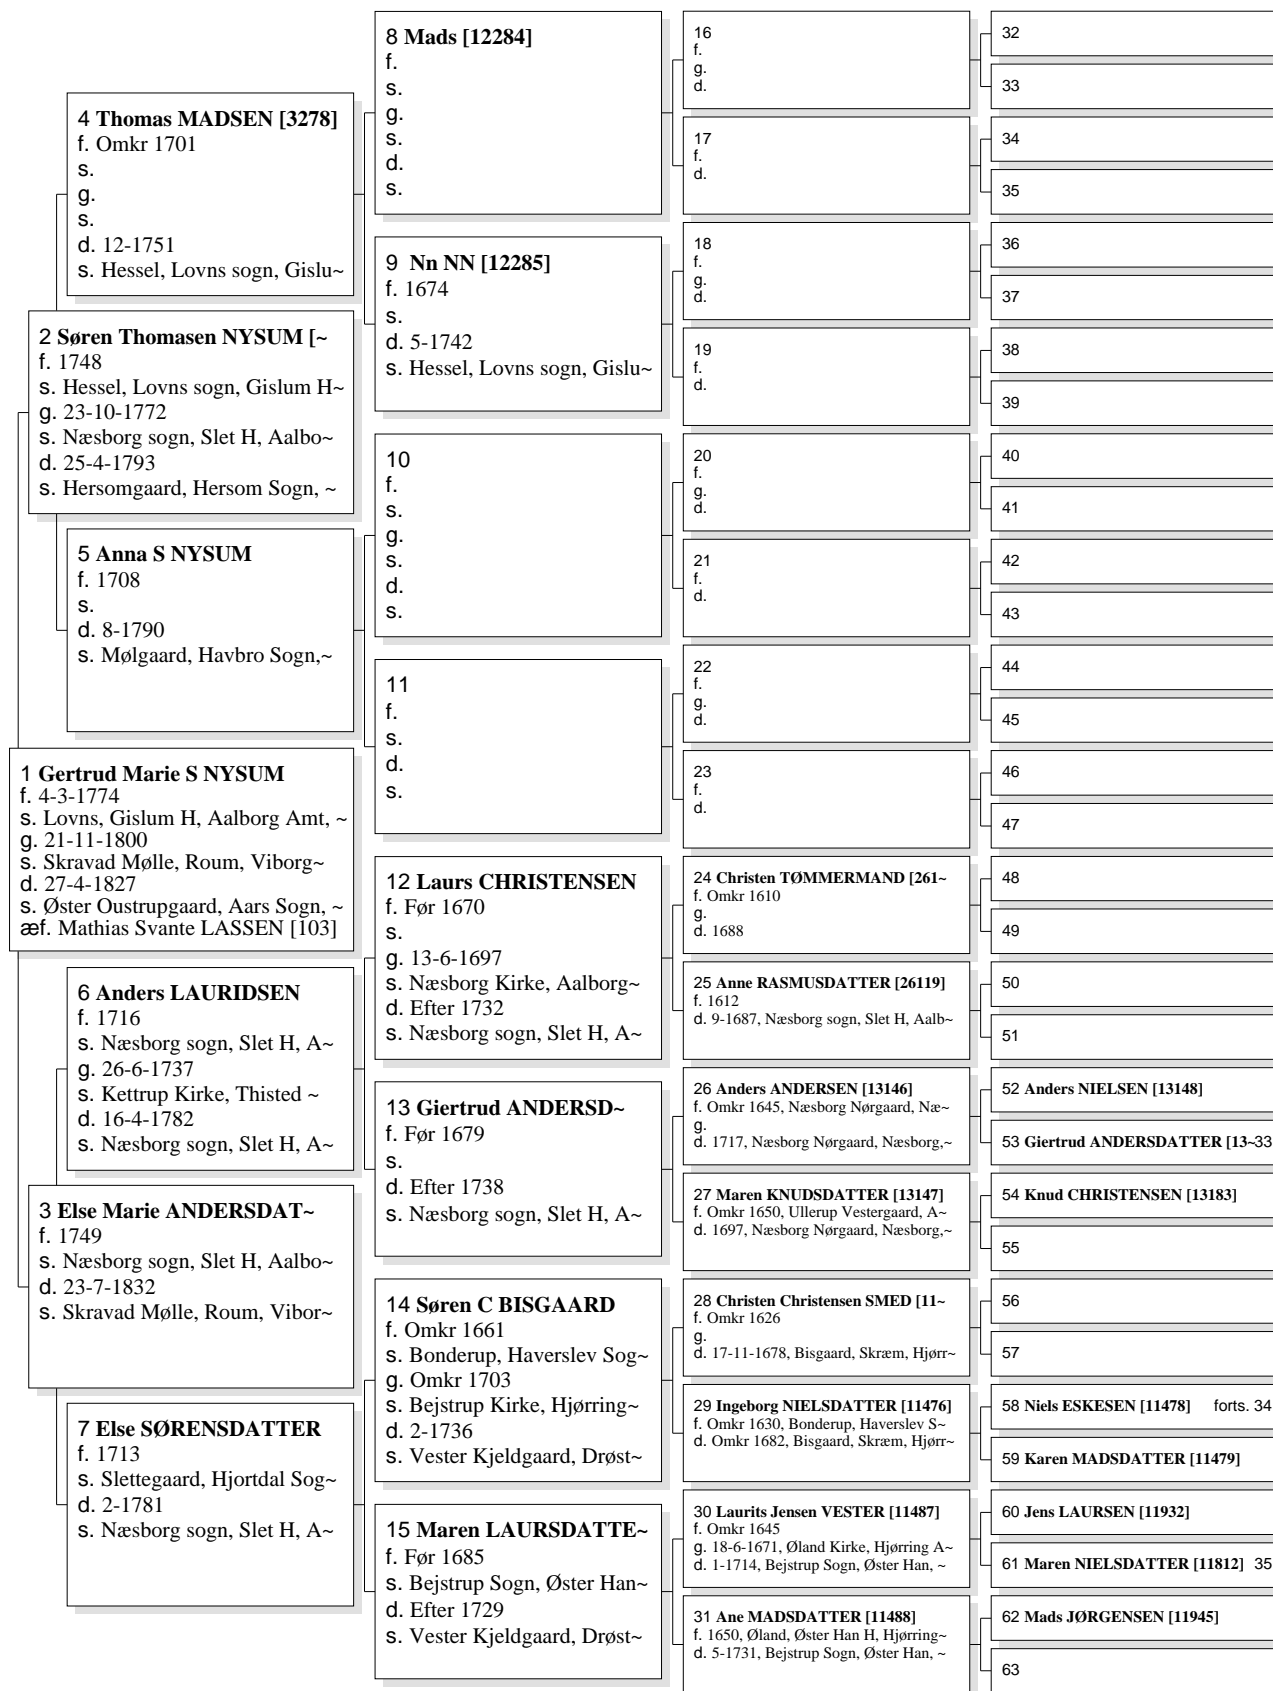 1 Gertrud Marie S NYSUM
f. 4-3-1774
s. Lovns, Gislum H, Aalborg Amt, ~
g. 21-11-1800
s. Skravad Mølle, Roum, Viborg~
d. 27-4-1827
s. Øster Oustrupgaard, Aars Sogn, ~
æf. Mathias Svante LASSEN [103]
2 Søren Thomasen NYSUM [~
f. 1748
s. Hessel, Lovns sogn, Gislum H~
g. 23-10-1772
s. Næsborg sogn, Slet H, Aalbo~
d. 25-4-1793
s. Hersomgaard, Hersom Sogn, ~
3 Else Marie ANDERSDAT~
f. 1749
s. Næsborg sogn, Slet H, Aalbo~
d. 23-7-1832
s. Skravad Mølle, Roum, Vibor~
4 Thomas MADSEN [3278]
f. Omkr 1701
s.
g.
s.
d. 12-1751
s. Hessel, Lovns sogn, Gislu~
5 Anna S NYSUM
f. 1708
s.
d. 8-1790
s. Mølgaard, Havbro Sogn,~
6 Anders LAURIDSEN
f. 1716
s. Næsborg sogn, Slet H, A~
g. 26-6-1737
s. Kettrup Kirke, Thisted ~
d. 16-4-1782
s. Næsborg sogn, Slet H, A~
7 Else SØRENSDATTER
f. 1713
s. Slettegaard, Hjortdal Sog~
d. 2-1781
s. Næsborg sogn, Slet H, A~
8 Mads [12284]
f.
s.
g.
s.
d.
s.
9 Nn NN [12285]
f. 1674
s.
d. 5-1742
s. Hessel, Lovns sogn, Gislu~
10
f.
s.
g.
s.
d.
s.
11
f.
s.
d.
s.
12 Laurs CHRISTENSEN
f. Før 1670
s.
g. 13-6-1697
s. Næsborg Kirke, Aalborg~
d. Efter 1732
s. Næsborg sogn, Slet H, A~
13 Giertrud ANDERSD~
f. Før 1679
s.
d. Efter 1738
s. Næsborg sogn, Slet H, A~
14 Søren C BISGAARD
f. Omkr 1661
s. Bonderup, Haverslev Sog~
g. Omkr 1703
s. Bejstrup Kirke, Hjørring~
d. 2-1736
s. Vester Kjeldgaard, Drøst~
15 Maren LAURSDATTE~
f. Før 1685
s. Bejstrup Sogn, Øster Han~
d. Efter 1729
s. Vester Kjeldgaard, Drøst~
16
f.
g.
d.
17
f.
d.
18
f.
g.
d.
19
f.
d.
20
f.
g.
d.
21
f.
d.
22
f.
g.
d.
23
f.
d.
24 Christen TØMMERMAND [261~
f. Omkr 1610
g.
d. 1688
25 Anne RASMUSDATTER [26119]
f. 1612
d. 9-1687, Næsborg sogn, Slet H, Aalb~
26 Anders ANDERSEN [13146]
f. Omkr 1645, Næsborg Nørgaard, Næ~
g.
d. 1717, Næsborg Nørgaard, Næsborg,~
27 Maren KNUDSDATTER [13147]
f. Omkr 1650, Ullerup Vestergaard, A~
d. 1697, Næsborg Nørgaard, Næsborg,~
28 Christen Christensen SMED [11~
f. Omkr 1626
g.
d. 17-11-1678, Bisgaard, Skræm, Hjørr~
29 Ingeborg NIELSDATTER [11476]
f. Omkr 1630, Bonderup, Haverslev S~
d. Omkr 1682, Bisgaard, Skræm, Hjørr~
30 Laurits Jensen VESTER [11487]
f. Omkr 1645
g. 18-6-1671, Øland Kirke, Hjørring A~
d. 1-1714, Bejstrup Sogn, Øster Han, ~
31 Ane MADSDATTER [11488]
f. 1650, Øland, Øster Han H, Hjørring~
d. 5-1731, Bejstrup Sogn, Øster Han, ~
32
33
34
35
36
37
38
39
40
41
42
43
44
45
46
47
48
49
50
51
52 Anders NIELSEN [13148]
53 Giertrud ANDERSDATTER [13~33
54 Knud CHRISTENSEN [13183]
55
56
57
58 Niels ESKESEN [11478] forts. 34
59 Karen MADSDATTER [11479]
60 Jens LAURSEN [11932]
61 Maren NIELSDATTER [11812] 35
62 Mads JØRGENSEN [11945]
63